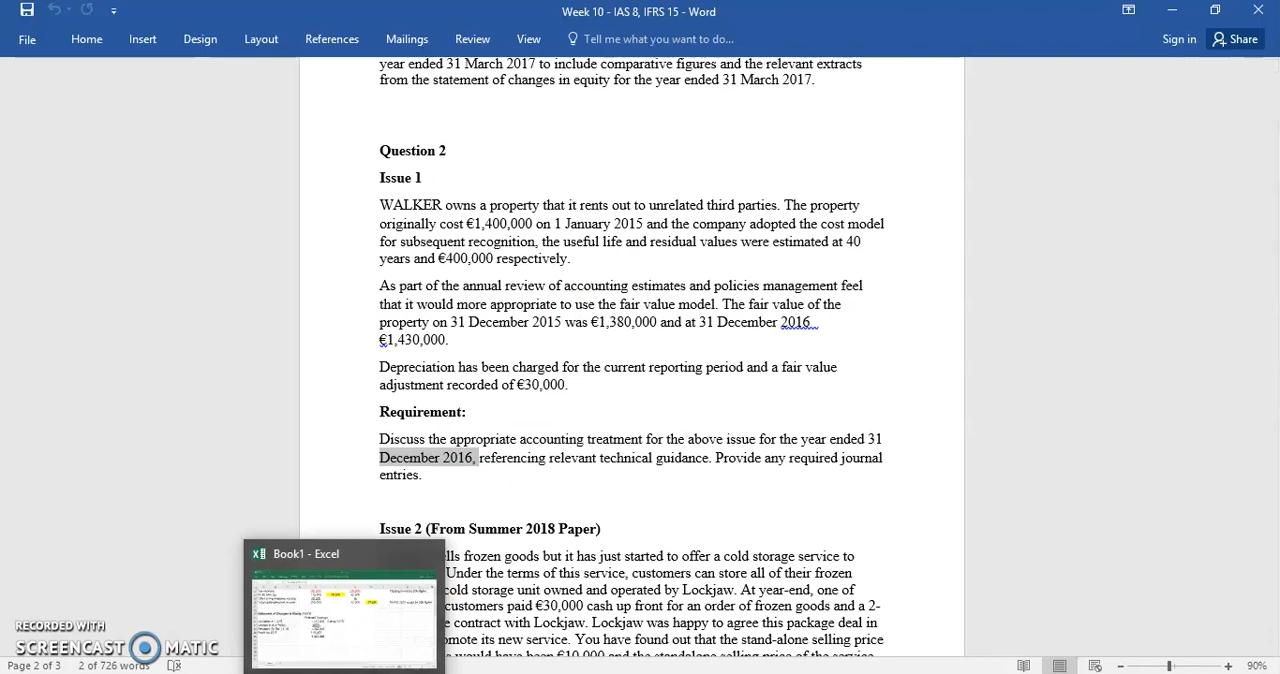 Week 10 - IAS 8, IFRS 15 - Word
File Home Insert Design Layout References Mailings Review View Tell me what you want to do... Sign in Share
year ended 31 March 2017 to include comparative figures and the relevant extracts
from the statement of changes in equity for the year ended 31 March 2017.
Question 2
Issue 1
WALKER owns a property that it rents out to unrelated third parties. The property
originally cost €1,400,000 on 1 January 2015 and the company adopted the cost model
for subsequent recognition, the useful life and residual values were estimated at 40
years and €400,000 respectively.
As part of the annual review of accounting estimates and policies management feel
that it would more appropriate to use the fair value model. The fair value of the
property on 31 December 2015 was €1,380,000 and at 31 December 2016
€1,430,000.
Depreciation has been charged for the current reporting period and a fair value
adjustment recorded of €30,000.
Requirement:
Discuss the appropriate accounting treatment for the above issue for the year ended 31
December 2016, referencing relevant technical guidance. Provide any required journal
entries.
Issue 2 (From Summer 2018 Paper)
ells frozen goods but it has just started to offer a cold storage service to
Under the terms of this service, customers can store all of their frozen
cold storage unit owned and operated by Lockjaw. At year-end, one of
customers paid €30,000 cash up front for an order of frozen goods and a 2-
e contract with Lockjaw. Lockjaw was happy to agree this package deal in
omote its new service. You have found out that the stand-alone selling price
s would have been €10,000 and the standalone selling price of the service
Book1 - Excel
RECORDED WITH
SCREENCAST MATIC
Page 2 of 3 2 of 726 words 90%